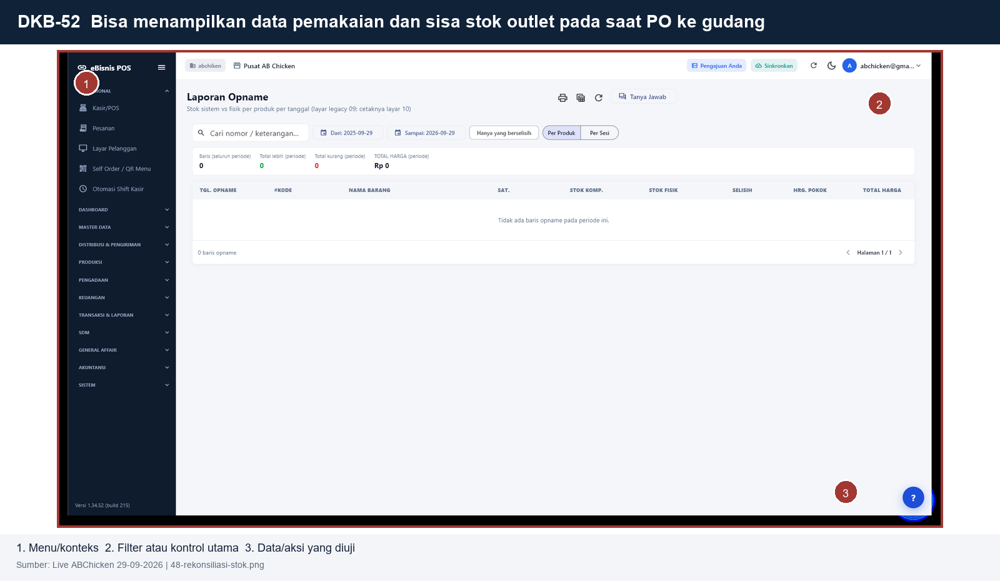 DKB-52 Bisa menampilkan data pemakaian dan sisa stok outlet pada saat PO ke gudang
eBisnis POS
abchiken
Pusat AB Chicken
Pengajuan Anda
Sinkronkan
A
abchicken@gma...
1
IONAL
Kasir/POS
Pesanan
Layar Pelanggan
Self Order / QR Menu
Otomasi Shift Kasir
DASHBOARD
MASTER DATA
DISTRIBUSI & PENGIRIMAN
PRODUKSI
PENGADAAN
KEUANGAN
TRANSAKSI & LAPORAN
SDM
GENERAL AFFAIR
AKUNTANSI
SISTEM
Versi 1.34.52 (build 215)
Laporan Opname
Stok sistem vs fisik per produk per tanggal (layar legacy 09; cetaknya layar 10)
Tanya Jawab
2
Cari nomor / keterangan...
Dari: 2025-09-29
Sampai: 2026-09-29
Hanya yang berselisih
Per Produk
Per Sesi
Baris (seluruh periode) Total lebih (periode) Total kurang (periode) TOTAL HARGA (periode)
0 0 0 Rp 0
TGL. OPNAME #KODE NAMA BARANG SAT. STOK KOMP. STOK FISIK SELISIH HRG. POKOK TOTAL HARGA
Tidak ada baris opname pada periode ini.
0 baris opname
Halaman 1 / 1
3
?
1. Menu/konteks 2. Filter atau kontrol utama 3. Data/aksi yang diuji
Sumber: Live ABChicken 29-09-2026 | 48-rekonsiliasi-stok.png